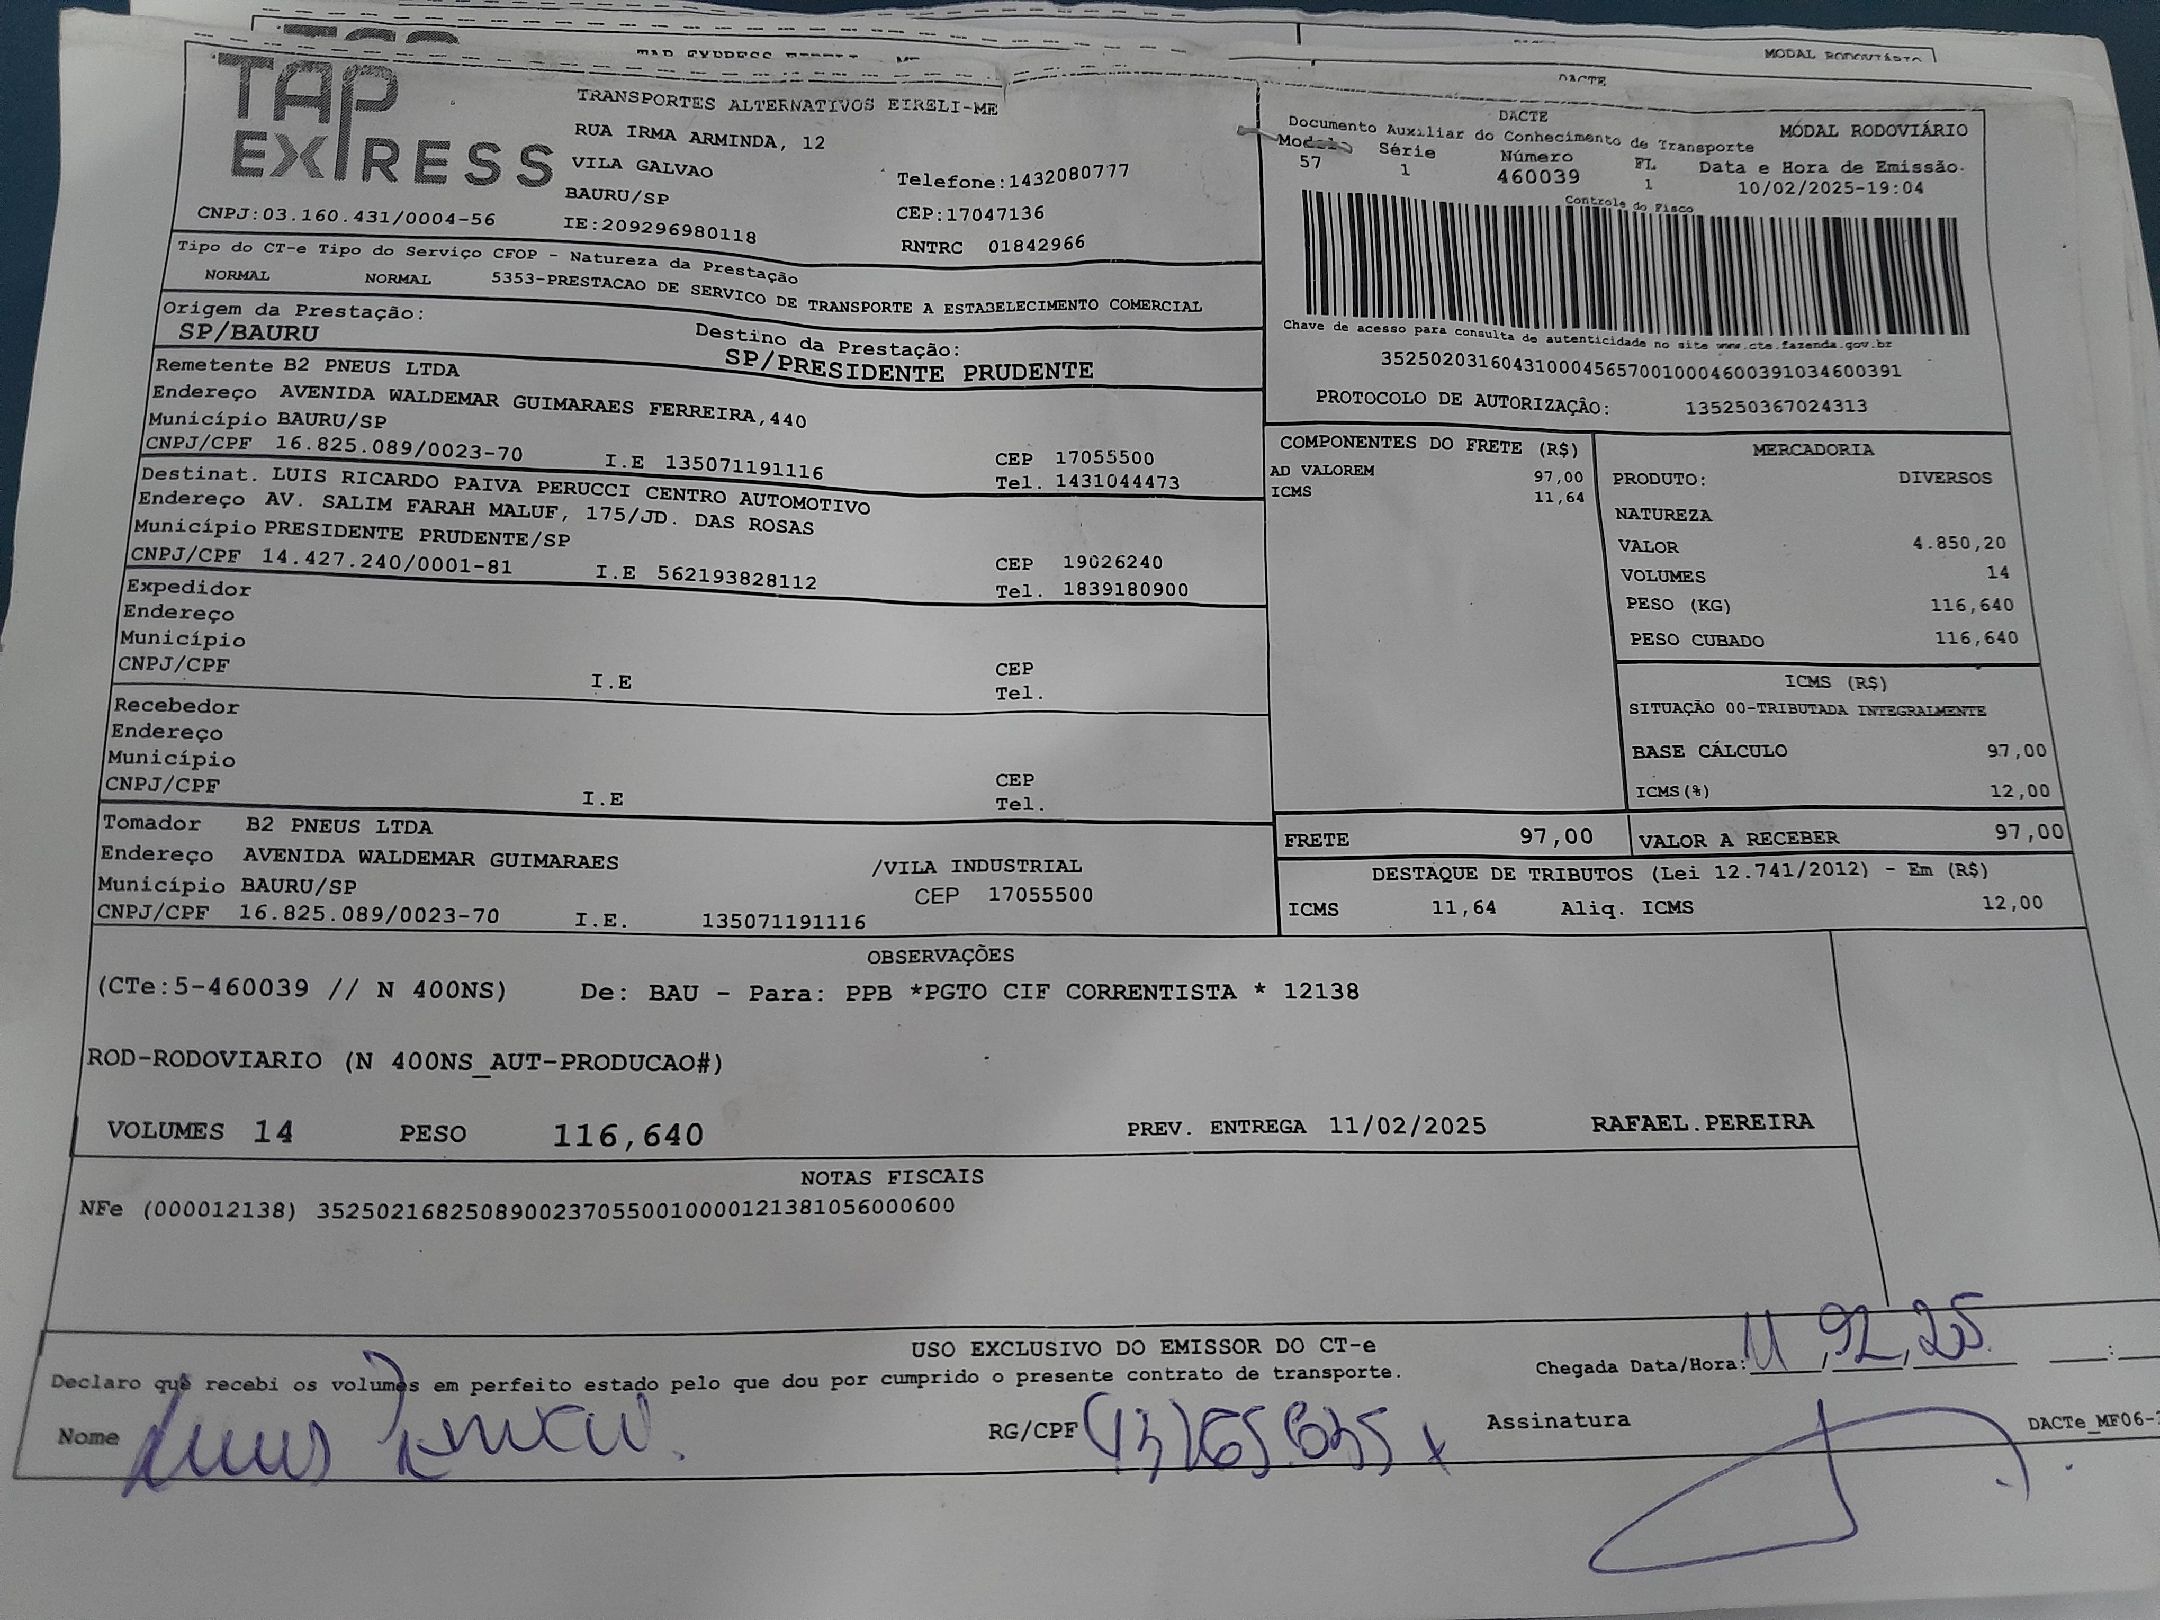 MODAL RODOVIÁRIO
DACTE
TAP EXPRESS
TRANSPORTES ALTERNATIVOS EIRELI-ME
RUA IRMA ARMINDA, 12
VILA GALVAO
Telefone:1432080777
BAURU/SP
CEP:17047136
CNPJ:03.160.431/0004-56
IE:209296980118
RNTRC 01842966
DACTE
MODAL RODOVIÁRIO
Documento Auxiliar do Conhecimento de Transporte
Modelo Série Número FL Data e Hora de Emissão
57 1 460039 1 10/02/2025-19:04
Controle do Fisco
Chave de acesso para consulta de autenticidade no site www.cte.fazenda.gov.br
35250203160431000456570010004600391034600391
PROTOCOLO DE AUTORIZAÇÃO: 135250367024313
Tipo do CT-e Tipo do Serviço CFOP - Natureza da Prestação
NORMAL NORMAL 5353-PRESTACAO DE SERVICO DE TRANSPORTE A ESTABELECIMENTO COMERCIAL
Origem da Prestação:
SP/BAURU
Destino da Prestação:
SP/PRESIDENTE PRUDENTE
Remetente B2 PNEUS LTDA
Endereço AVENIDA WALDEMAR GUIMARAES FERREIRA,440
Município BAURU/SP
CEP 17055500
CNPJ/CPF 16.825.089/0023-70 I.E 135071191116
Tel. 1431044473
Destinat. LUIS RICARDO PAIVA PERUCCI CENTRO AUTOMOTIVO
Endereço AV. SALIM FARAH MALUF, 175/JD. DAS ROSAS
Município PRESIDENTE PRUDENTE/SP
CEP 19026240
CNPJ/CPF 14.427.240/0001-81 I.E 562193828112
Tel. 1839180900
Expedidor
Endereço
Município
CEP
CNPJ/CPF I.E
Tel.
Recebedor
Endereço
Município
CEP
CNPJ/CPF I.E
Tel.
Tomador B2 PNEUS LTDA
Endereço AVENIDA WALDEMAR GUIMARAES /VILA INDUSTRIAL
Município BAURU/SP CEP 17055500
CNPJ/CPF 16.825.089/0023-70 I.E. 135071191116
COMPONENTES DO FRETE (R$)
AD VALOREM 97,00
ICMS 11,64
MERCADORIA
PRODUTO: DIVERSOS
NATUREZA
VALOR 4.850,20
VOLUMES 14
PESO (KG) 116,640
PESO CUBADO 116,640
ICMS (R$)
SITUAÇÃO 00-TRIBUTADA INTEGRALMENTE
BASE CÁLCULO 97,00
ICMS(%) 12,00
FRETE 97,00 VALOR A RECEBER 97,00
DESTAQUE DE TRIBUTOS (Lei 12.741/2012) - Em (R$)
ICMS 11,64 Aliq. ICMS 12,00
OBSERVAÇÕES
(CTe:5-460039 // N 400NS) De: BAU - Para: PPB *PGTO CIF CORRENTISTA * 12138
ROD-RODOVIARIO (N 400NS_AUT-PRODUCAO#)
VOLUMES 14 PESO 116,640 PREV. ENTREGA 11/02/2025 RAFAEL.PEREIRA
NOTAS FISCAIS
NFe (000012138) 35250216825089002370550010000121381056000600
USO EXCLUSIVO DO EMISSOR DO CT-e
Declaro que recebi os volumes em perfeito estado pelo que dou por cumprido o presente contrato de transporte.
Chegada Data/Hora: 11/02/25 __:
Nome
RG/CPF
Assinatura
DACTe_MF06-